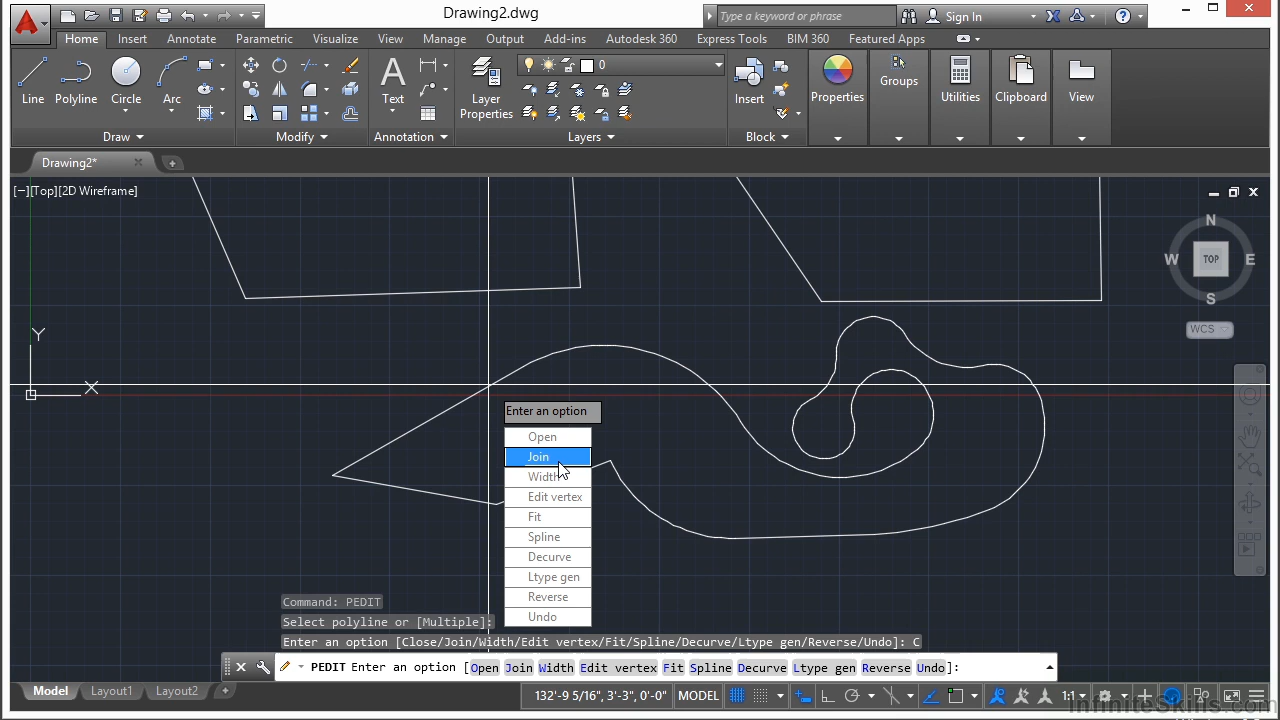 Drawing2.dwg
Type a keyword or phrase
Sign In
Home Insert Annotate Parametric Visualize View Manage Output Add-ins Autodesk 360 Express Tools BIM 360 Featured Apps
0
Line Polyline Circle Arc
Text
Layer
Properties
Insert
Properties
Groups
Utilities
Clipboard
View
Draw Modify Annotation Layers Block
Drawing2*
[−][Top][2D Wireframe]
N
W TOP E
S
WCS
Y
X
Enter an option
Open
Join
Width
Edit vertex
Fit
Spline
Decurve
Ltype gen
Reverse
Undo
Command: PEDIT
Select polyline or [Multiple]:
Enter an option [Close/Join/Width/Edit vertex/Fit/Spline/Decurve/Ltype gen/Reverse/Undo]: C
PEDIT Enter an option [Open Join Width Edit vertex Fit Spline Decurve Ltype gen Reverse Undo]:
Model Layout1 Layout2
132'-9 5/16", 3'-3", 0'-0" MODEL 1:1
InfiniteSkills.com